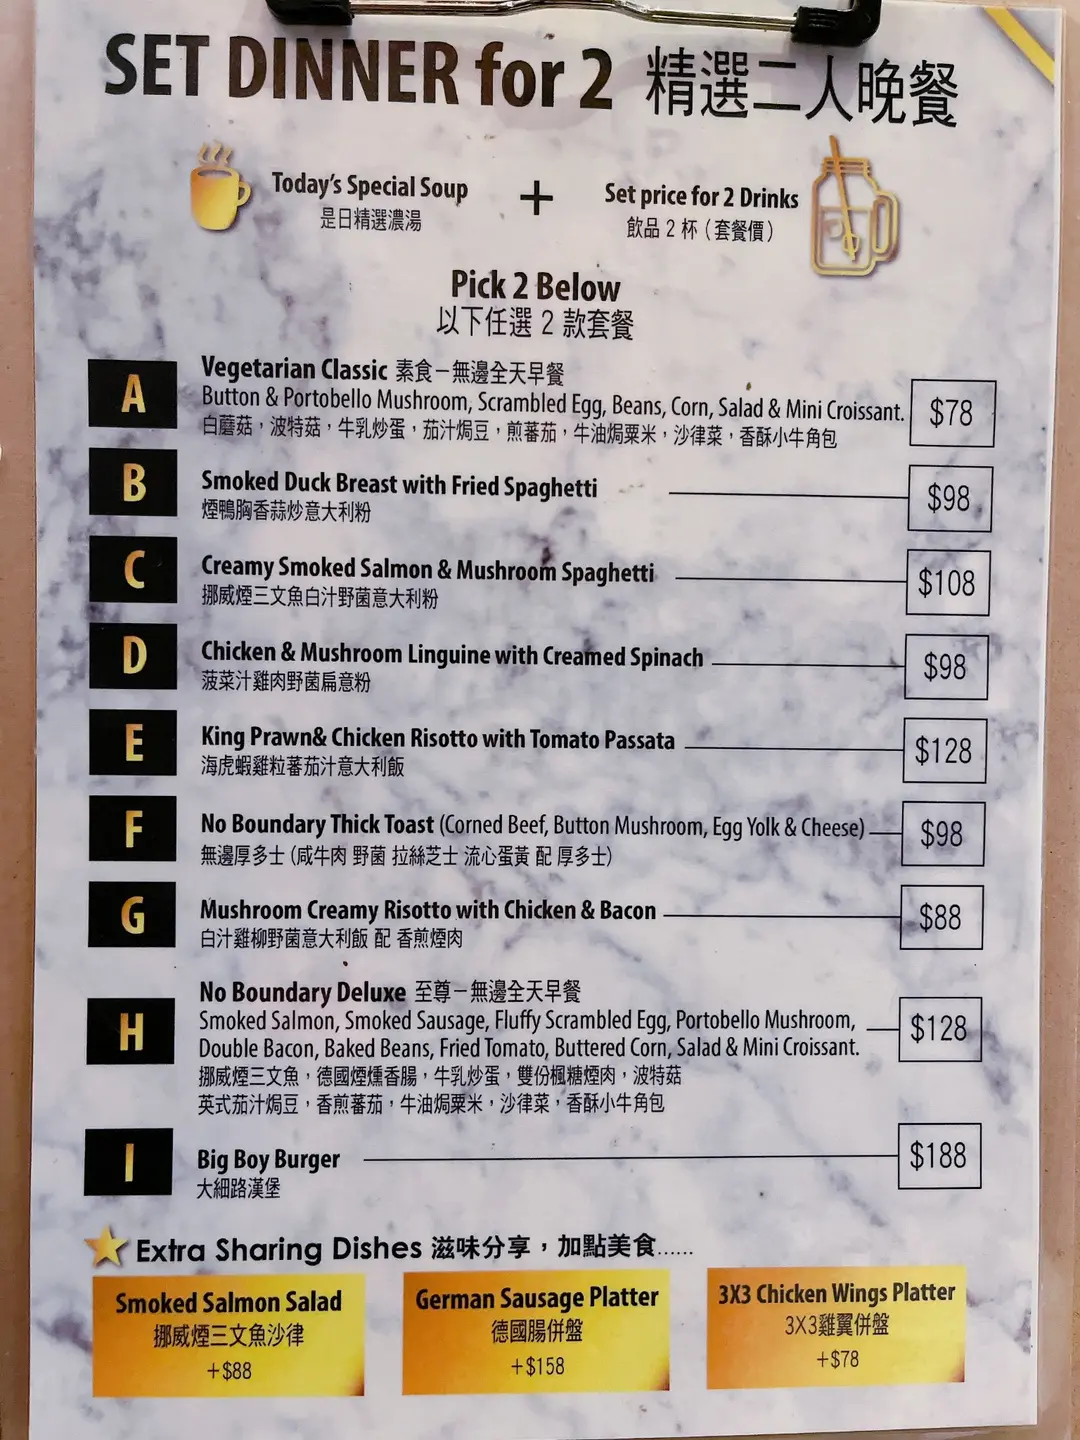 SET DINNER for 2 精選二人晚餐
Today's Special Soup
是日精選濃湯
+
Set price for 2 Drinks
飲品 2 杯 (套餐價)
Pick 2 Below
以下任選 2 款套餐
A
Vegetarian Classic 素食－無邊全天早餐
Button & Portobello Mushroom, Scrambled Egg, Beans, Corn, Salad & Mini Croissant.
白蘑菇，波特菇，牛乳炒蛋，茄汁焗豆，煎蕃茄，牛油焗粟米，沙律菜，香酥小牛角包
$78
B
Smoked Duck Breast with Fried Spaghetti
煙鴨胸香蒜炒意大利粉
$98
C
Creamy Smoked Salmon & Mushroom Spaghetti
挪威煙三文魚白汁野菌意大利粉
$108
D
Chicken & Mushroom Linguine with Creamed Spinach
菠菜汁雞肉野菌扁意粉
$98
E
King Prawn& Chicken Risotto with Tomato Passata
海虎蝦雞粒蕃茄汁意大利飯
$128
F
No Boundary Thick Toast (Corned Beef, Button Mushroom, Egg Yolk & Cheese)
無邊厚多士 (咸牛肉 野菌 拉絲芝士 流心蛋黃 配 厚多士)
$98
G
Mushroom Creamy Risotto with Chicken & Bacon
白汁雞柳野菌意大利飯 配 香煎煙肉
$88
H
No Boundary Deluxe 至尊－無邊全天早餐
Smoked Salmon, Smoked Sausage, Fluffy Scrambled Egg, Portobello Mushroom,
Double Bacon, Baked Beans, Fried Tomato, Buttered Corn, Salad & Mini Croissant.
挪威煙三文魚，德國煙燻香腸，牛乳炒蛋，雙份楓糖煙肉，波特菇
英式茄汁焗豆，香煎蕃茄，牛油焗粟米，沙律菜，香酥小牛角包
$128
I
Big Boy Burger
大細路漢堡
$188
Extra Sharing Dishes 滋味分享，加點美食......
Smoked Salmon Salad
挪威煙三文魚沙律
+$88
German Sausage Platter
德國腸併盤
+$158
3X3 Chicken Wings Platter
3X3雞翼併盤
+$78